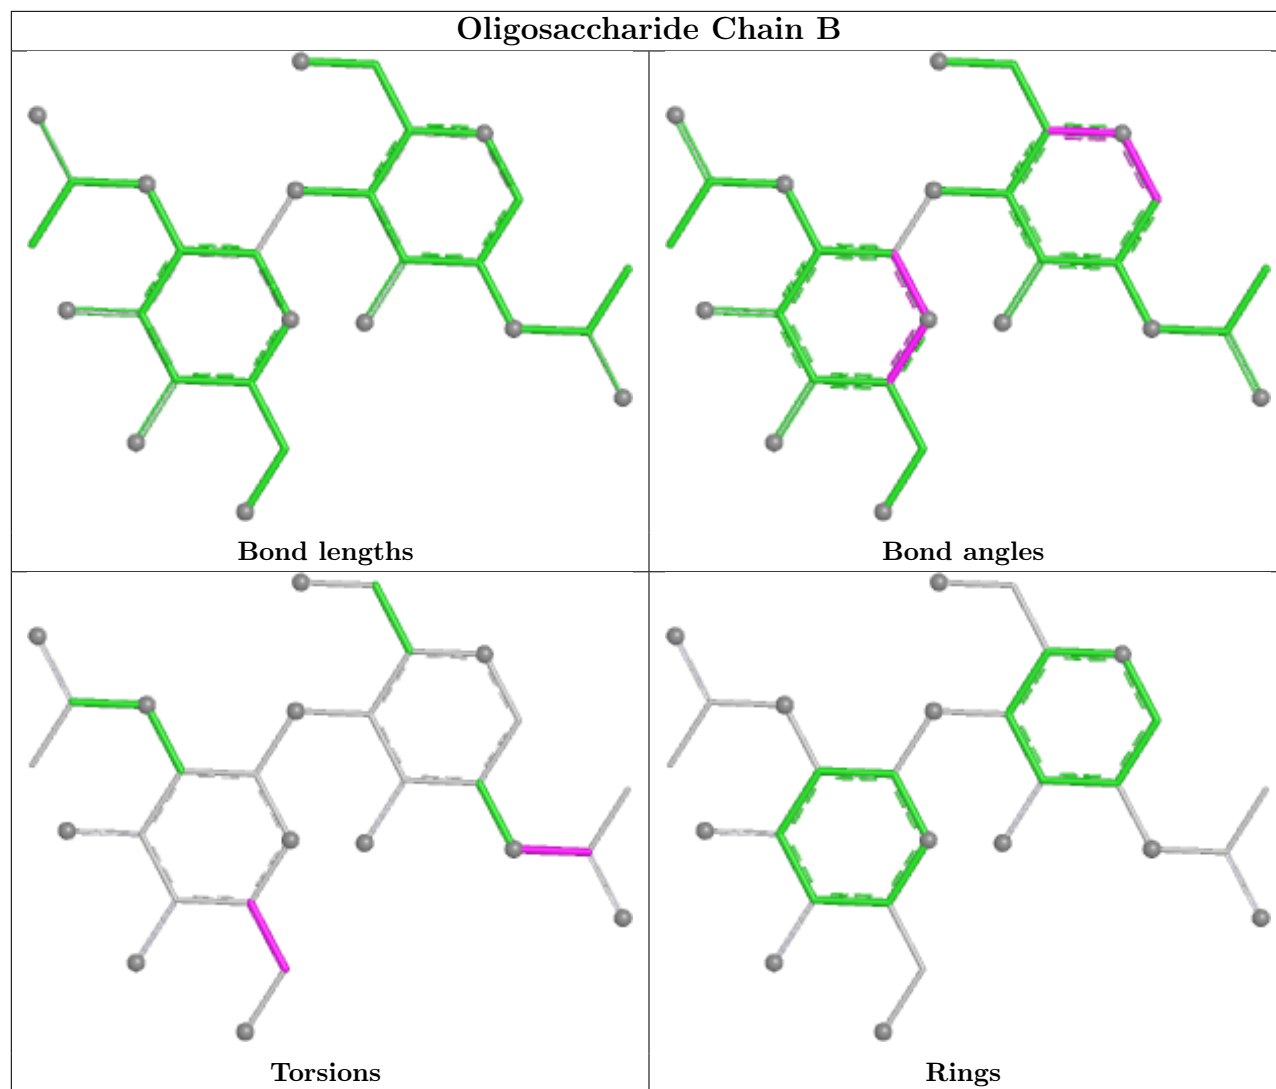 Oligosaccharide Chain B
Bond lengths
Bond angles
Torsions
Rings